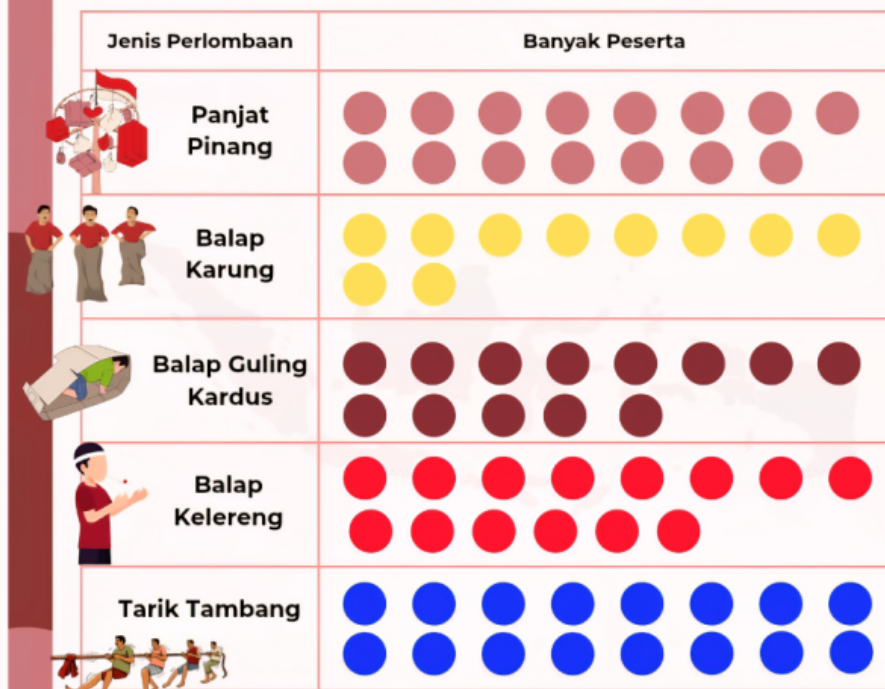 Jenis Perlombaan
Banyak Peserta
Panjat
Pinang
Balap
Karung
Balap Guling
Kardus
Balap
Kelereng
Tarik Tambang